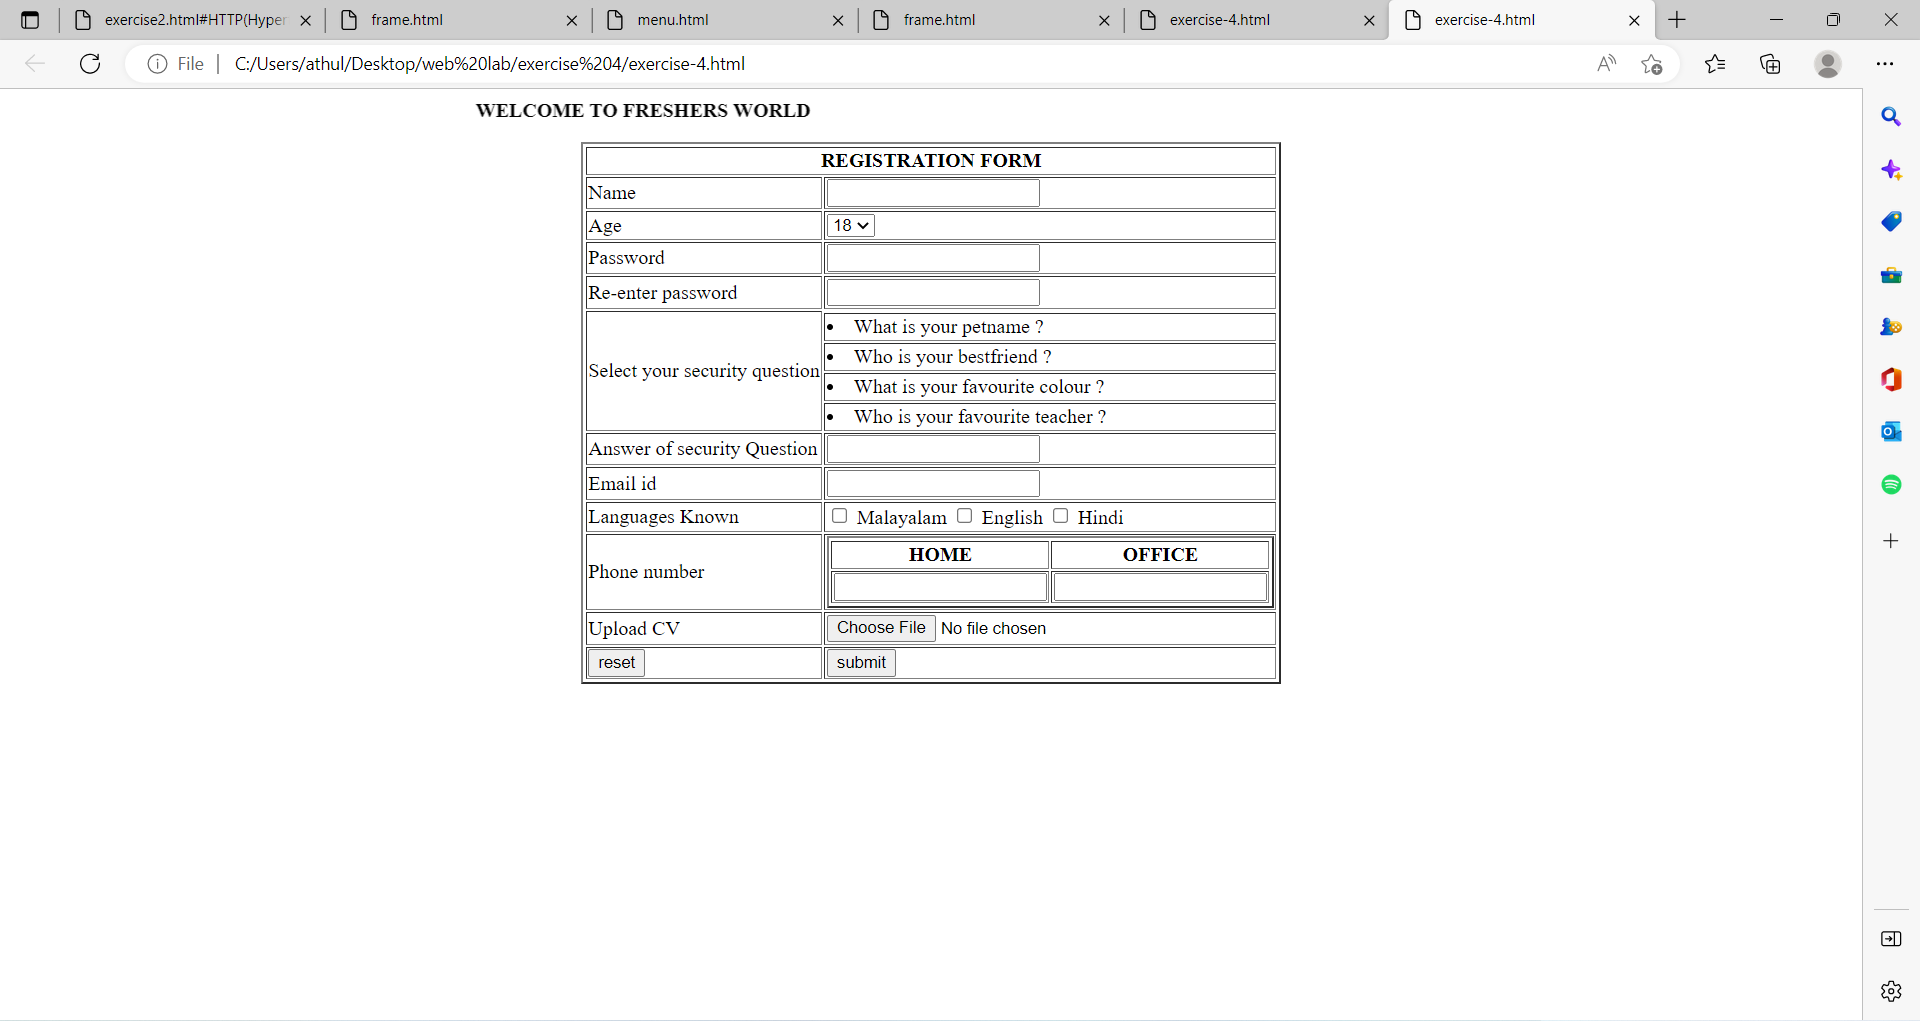 exercise2.html#HTTP(Hyper frame.html menu.html frame.html exercise-4.html exercise-4.html
File C:/Users/athul/Desktop/web%20lab/exercise%204/exercise-4.html
WELCOME TO FRESHERS WORLD
REGISTRATION FORM
Name
Age 18
Password
Re-enter password
Select your security question
• What is your petname ?
• Who is your bestfriend ?
• What is your favourite colour ?
• Who is your favourite teacher ?
Answer of security Question
Email id
Languages Known Malayalam English Hindi
Phone number
HOME OFFICE
Upload CV Choose File No file chosen
reset submit